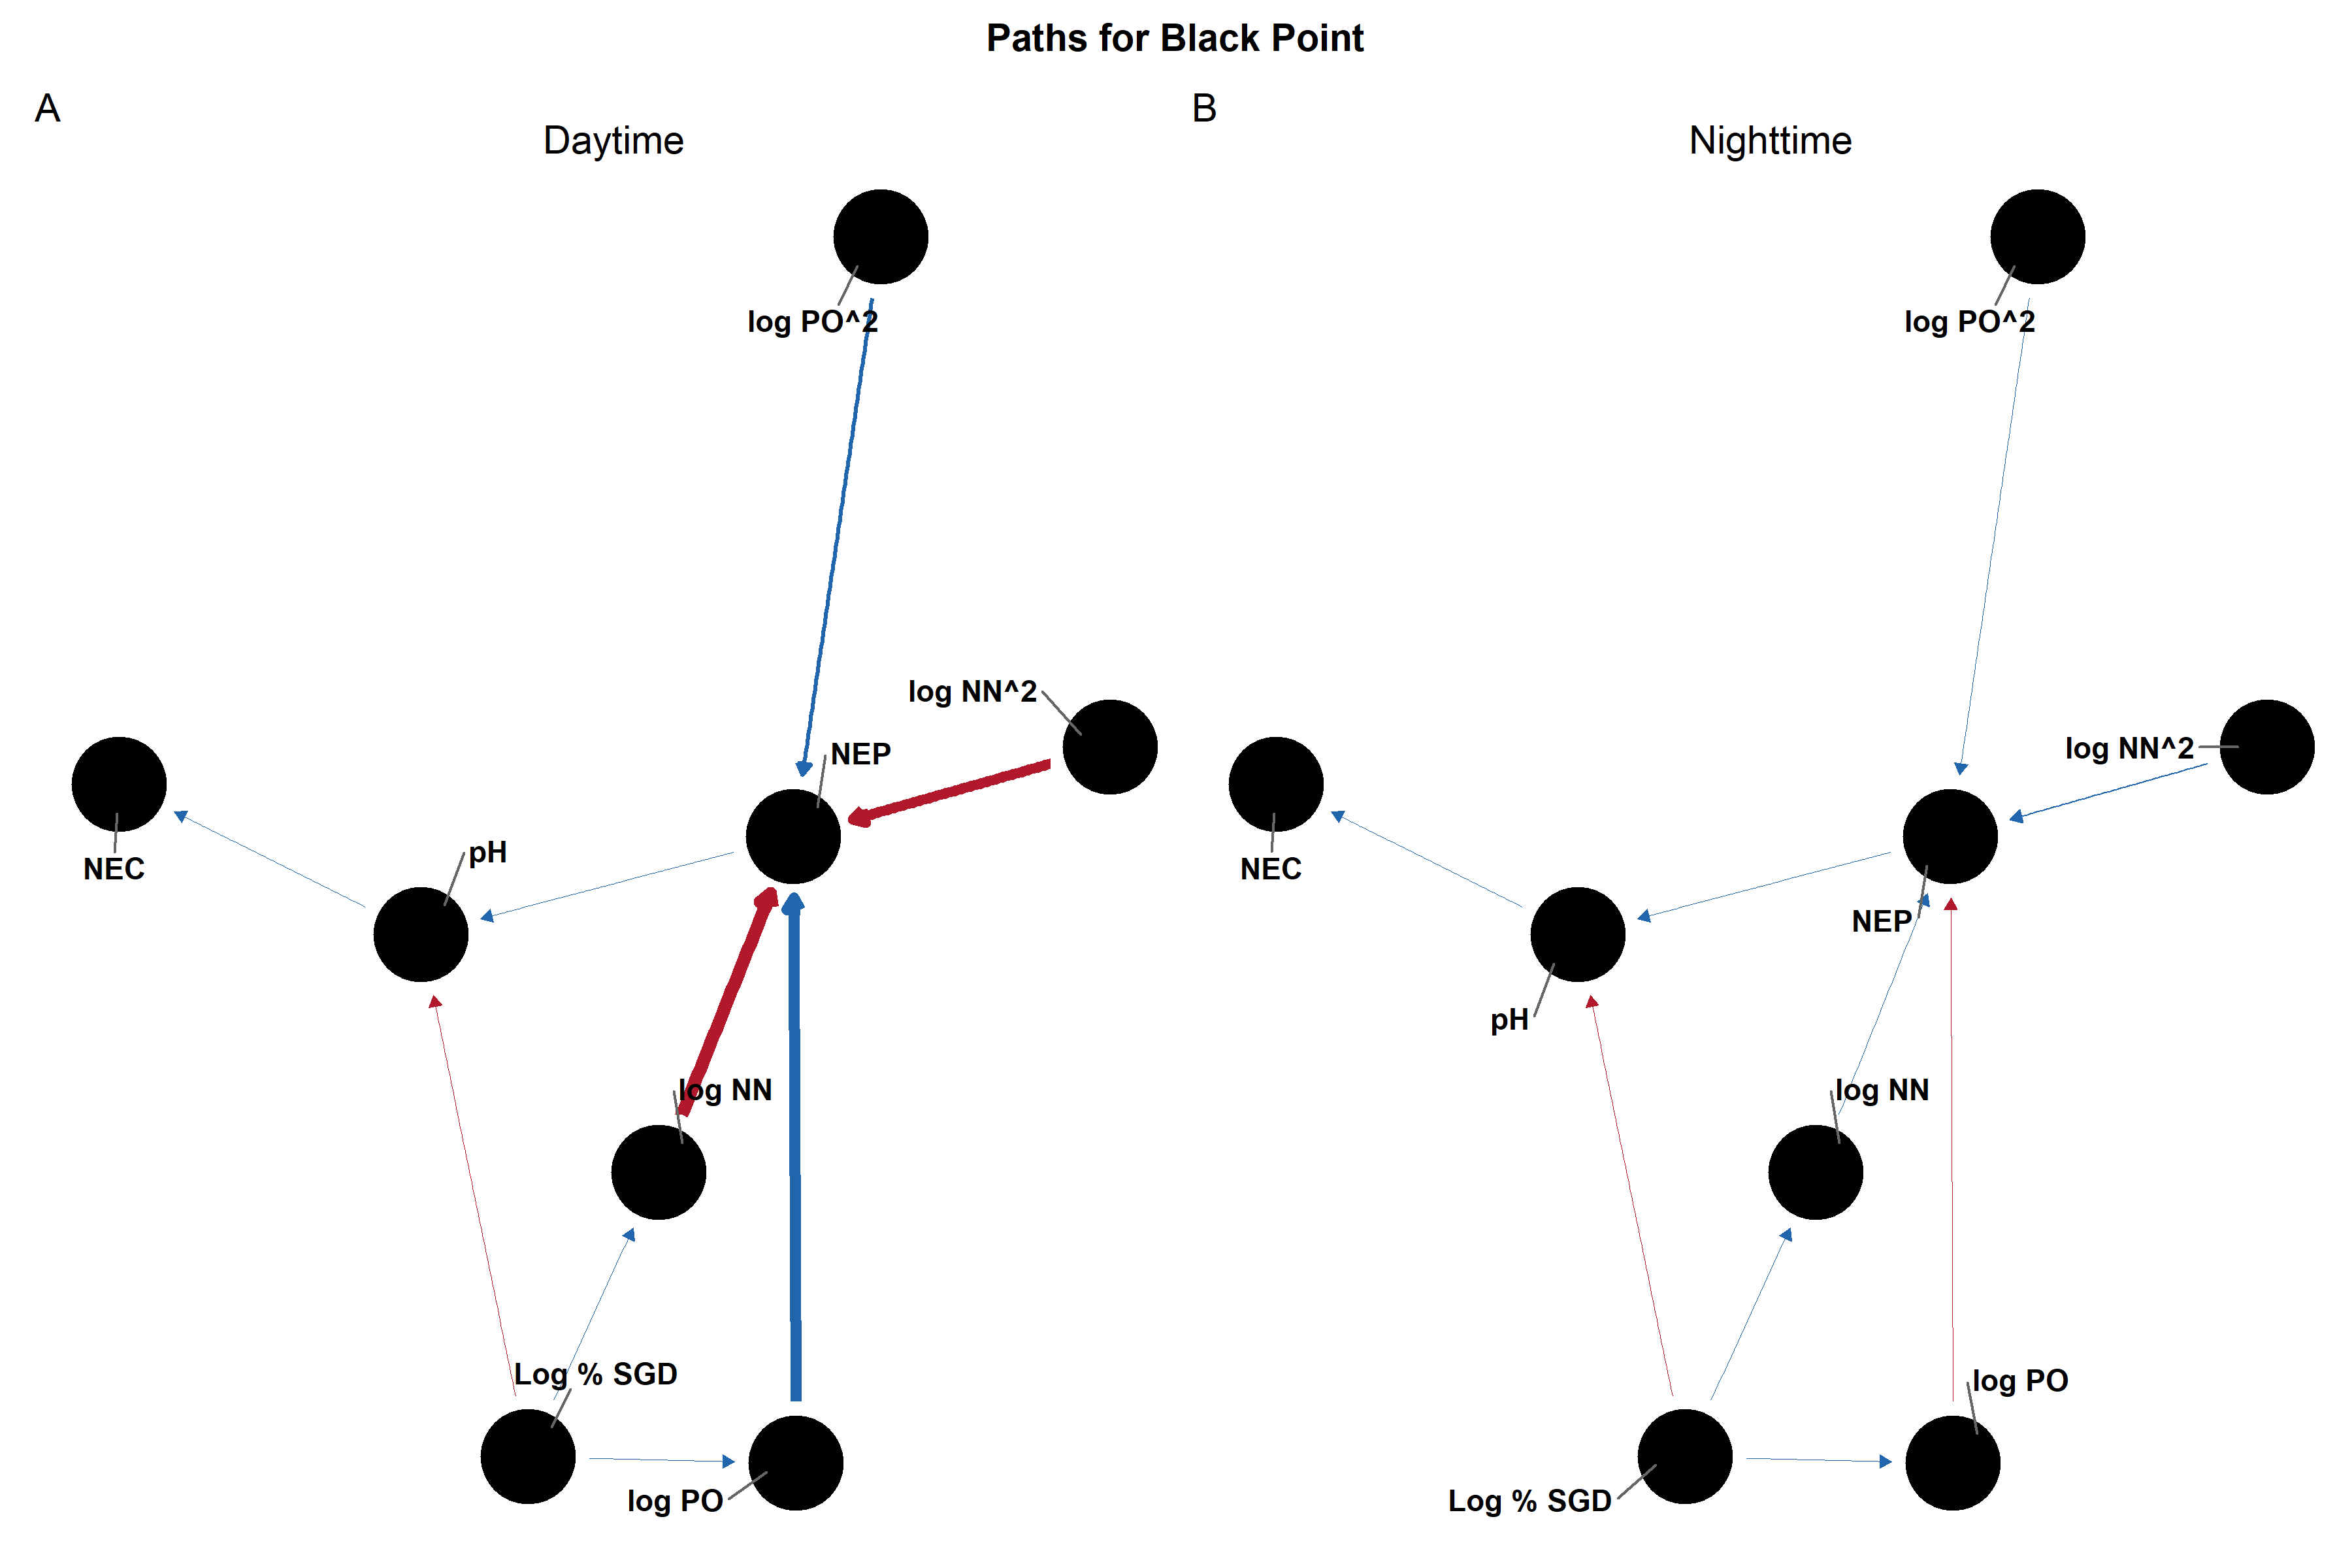 Paths for Black Point
A
B
Daytime
Nighttime
log PO^2
log PO^2
log NN^2
log NN^2
NEP
NEC
pH
NEC
NEP
pH
log NN
log NN
Log % SGD
log PO
log PO
Log % SGD